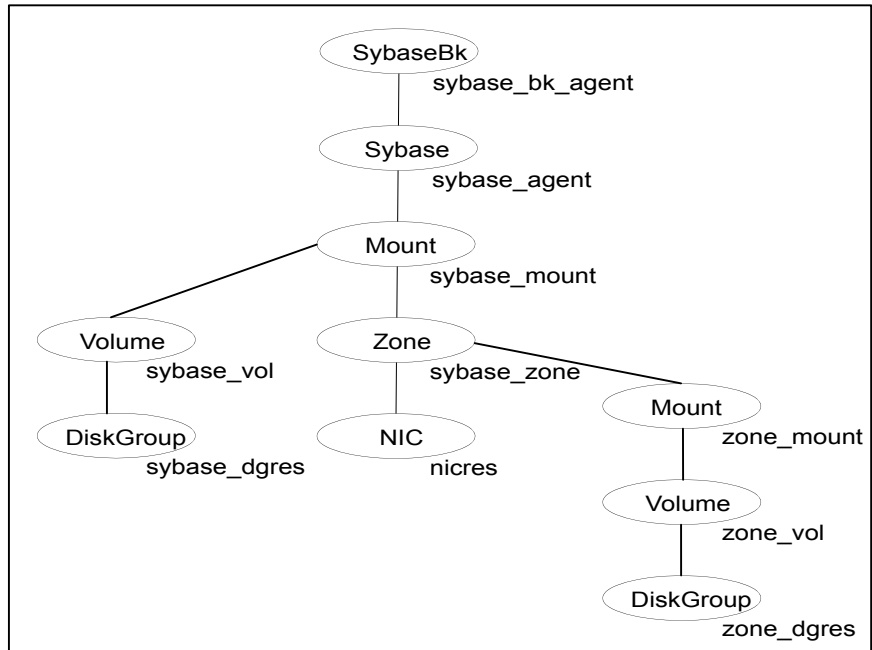 SybaseBk
sybase_bk_agent
Sybase
sybase_agent
Mount
sybase_mount
Volume
sybase_vol
Zone
sybase_zone
Mount
zone_mount
DiskGroup
sybase_dgres
NIC
nicres
Volume
zone_vol
DiskGroup
zone_dgres